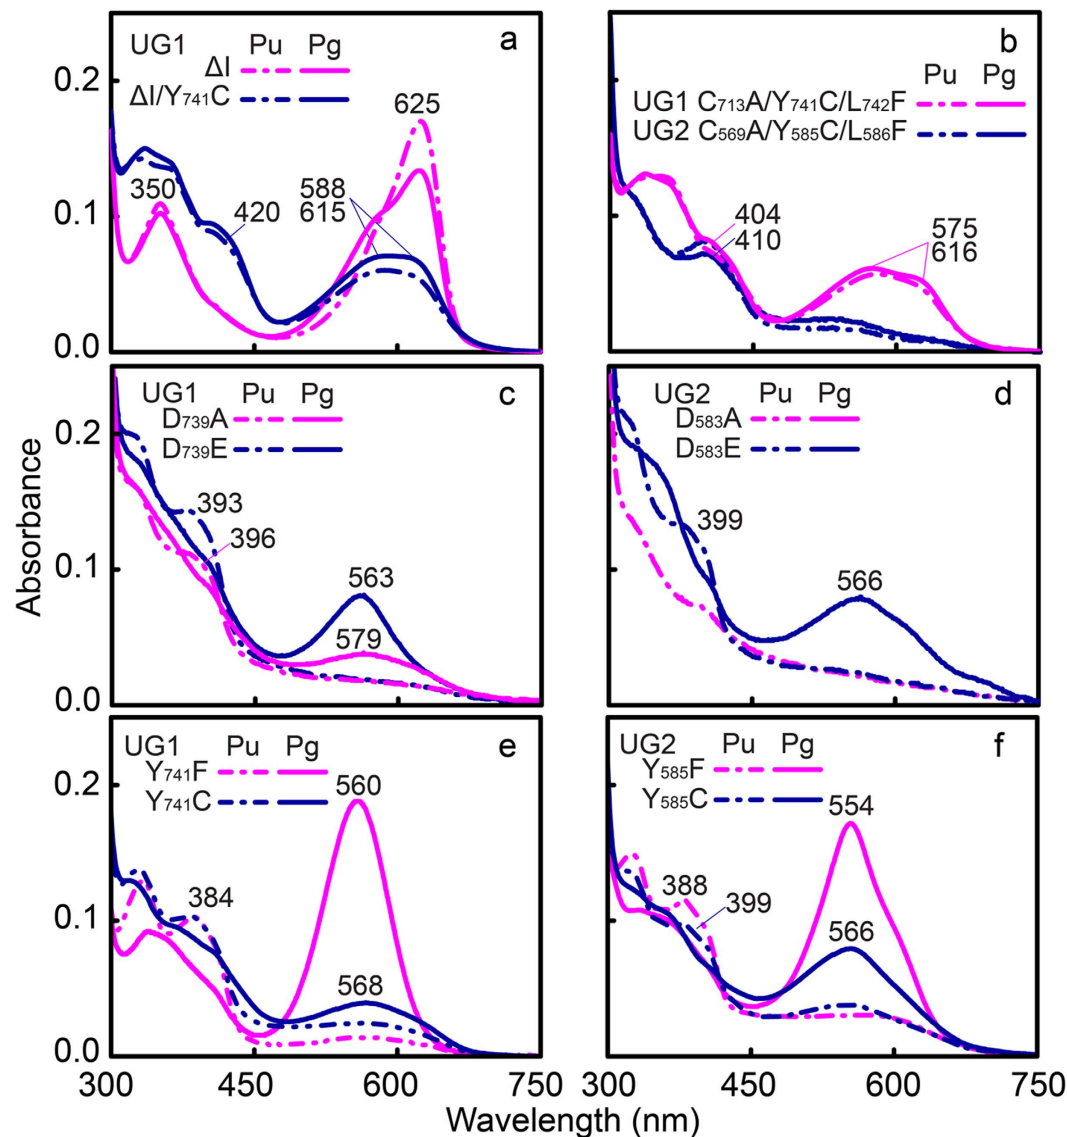 a
UG1 Pu Pg
ΔI
ΔI/Y741C
625
350
420
588
615
0.2
0.1
0.0
b
Pu Pg
UG1 C713A/Y741C/L742F
UG2 C569A/Y585C/L586F
404
410
575
616
c
UG1 Pu Pg
D739A
D739E
393
396
563
579
0.2
0.1
0.0
d
UG2 Pu Pg
D583A
D583E
399
566
e
UG1 Pu Pg
Y741F
Y741C
560
384
568
0.2
0.1
0.0
300 450 600 750
f
UG2 Pu Pg
Y585F
Y585C
554
388
399
566
300 450 600 750
Absorbance
Wavelength (nm)